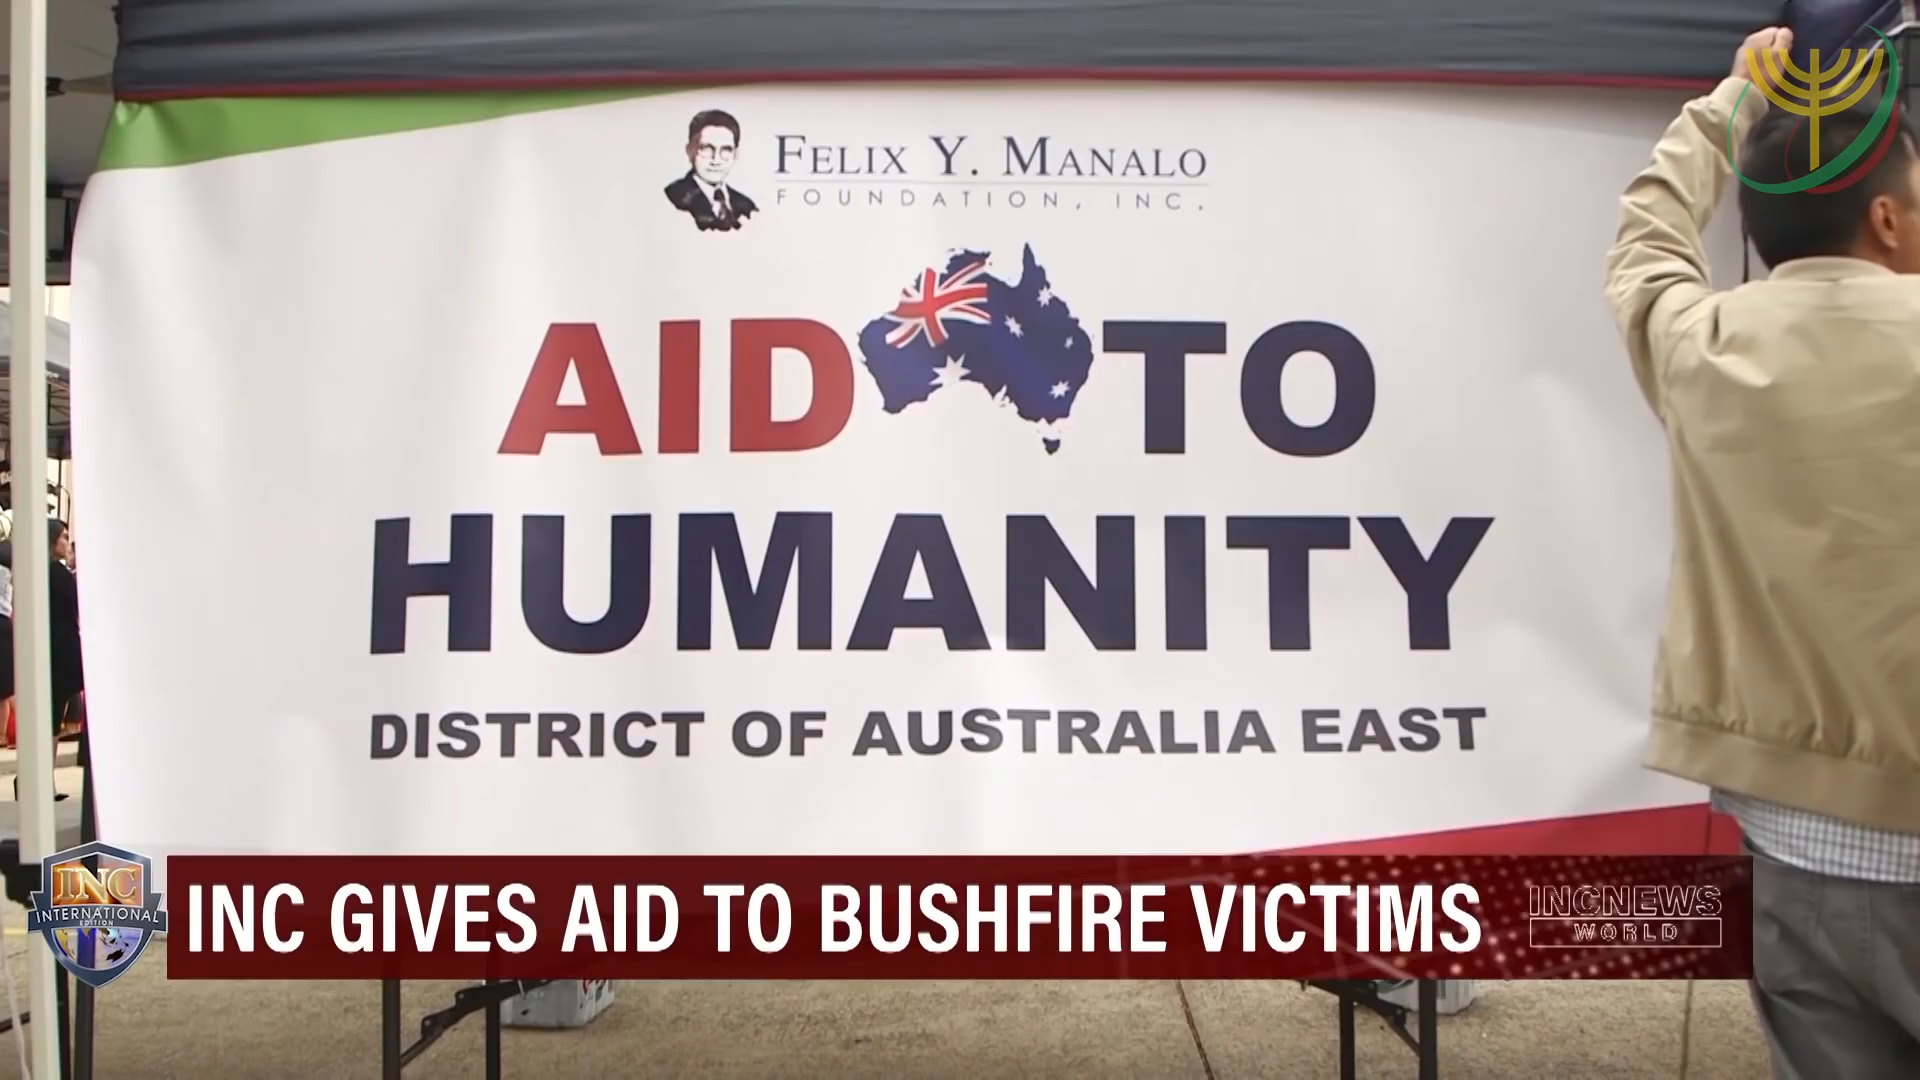 FELIX Y. MANALO
FOUNDATION, INC.
AID TO
HUMANITY
DISTRICT OF AUSTRALIA EAST
INC
INTERNATIONAL
EDITION
INC GIVES AID TO BUSHFIRE VICTIMS
INCNEWS
WORLD